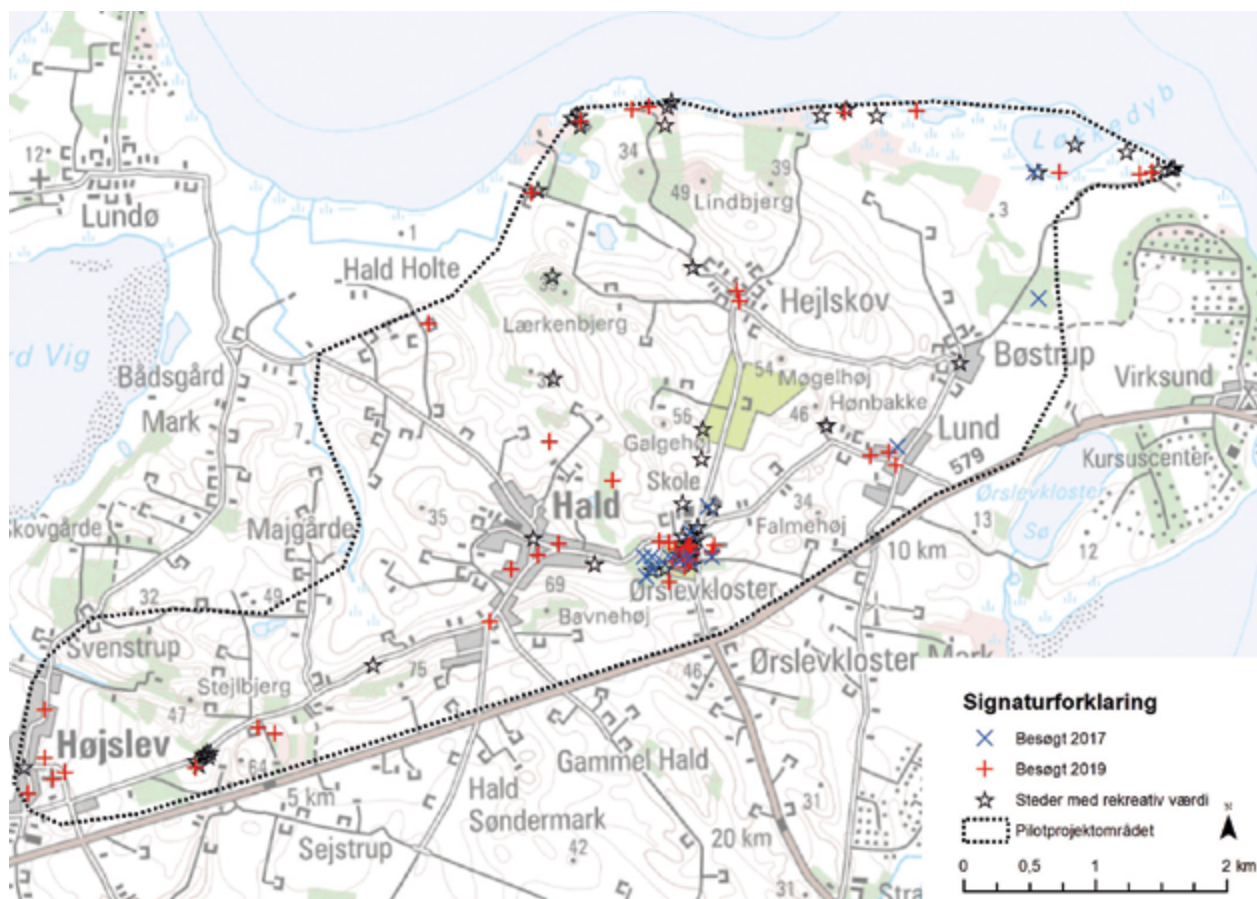 Løkkedyb
12
34
39
49
Lindbjerg
3
Lundø
1
Hald Holte
Hejlskov
Lærkenbjerg
rd Vig
Bådsgård
Mark
54
Møgelhøj
Bøstrup
Virksund
56
46
Hønbakke
Galgehøj
7
Lund
579
Kursuscenter
Skole
Ørslevkloster
Sø
kovgårde
Majgårde
35
Hald
34
Falmehøj
13
12
10 km
69
Ørslevkloster
32
49
Bavnehøj
Svenstrup
75
Stejlbjerg
46
Ørslevkloster
Mark
47
Højslev
64
5 km
Gammel Hald
Hald
Søndermark
31
Sejstrup
42
20 km
31
Stra
Signaturforklaring
Besøgt 2017
Besøgt 2019
Steder med rekreativ værdi
Pilotprojektområdet
N
0 0,5 1 2 km